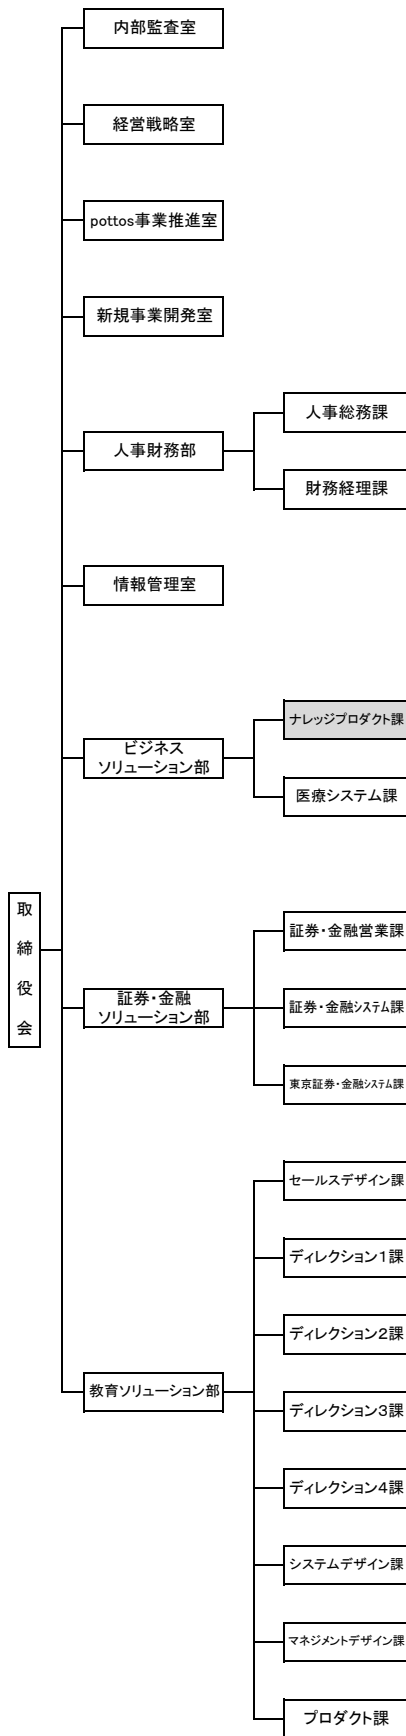 内部監査室
経営戦略室
pottos事業推進室
新規事業開発室
人事総務課
人事財務部
財務経理課
情報管理室
ナレッジプロダクト課
ビジネス
ソリューション部
医療システム課
取
締
役
会
証券・金融営業課
証券・金融
ソリューション部
証券・金融システム課
東京証券・金融システム課
セールスデザイン課
ディレクション1課
ディレクション2課
教育ソリューション部
ディレクション3課
ディレクション4課
システムデザイン課
マネジメントデザイン課
プロダクト課